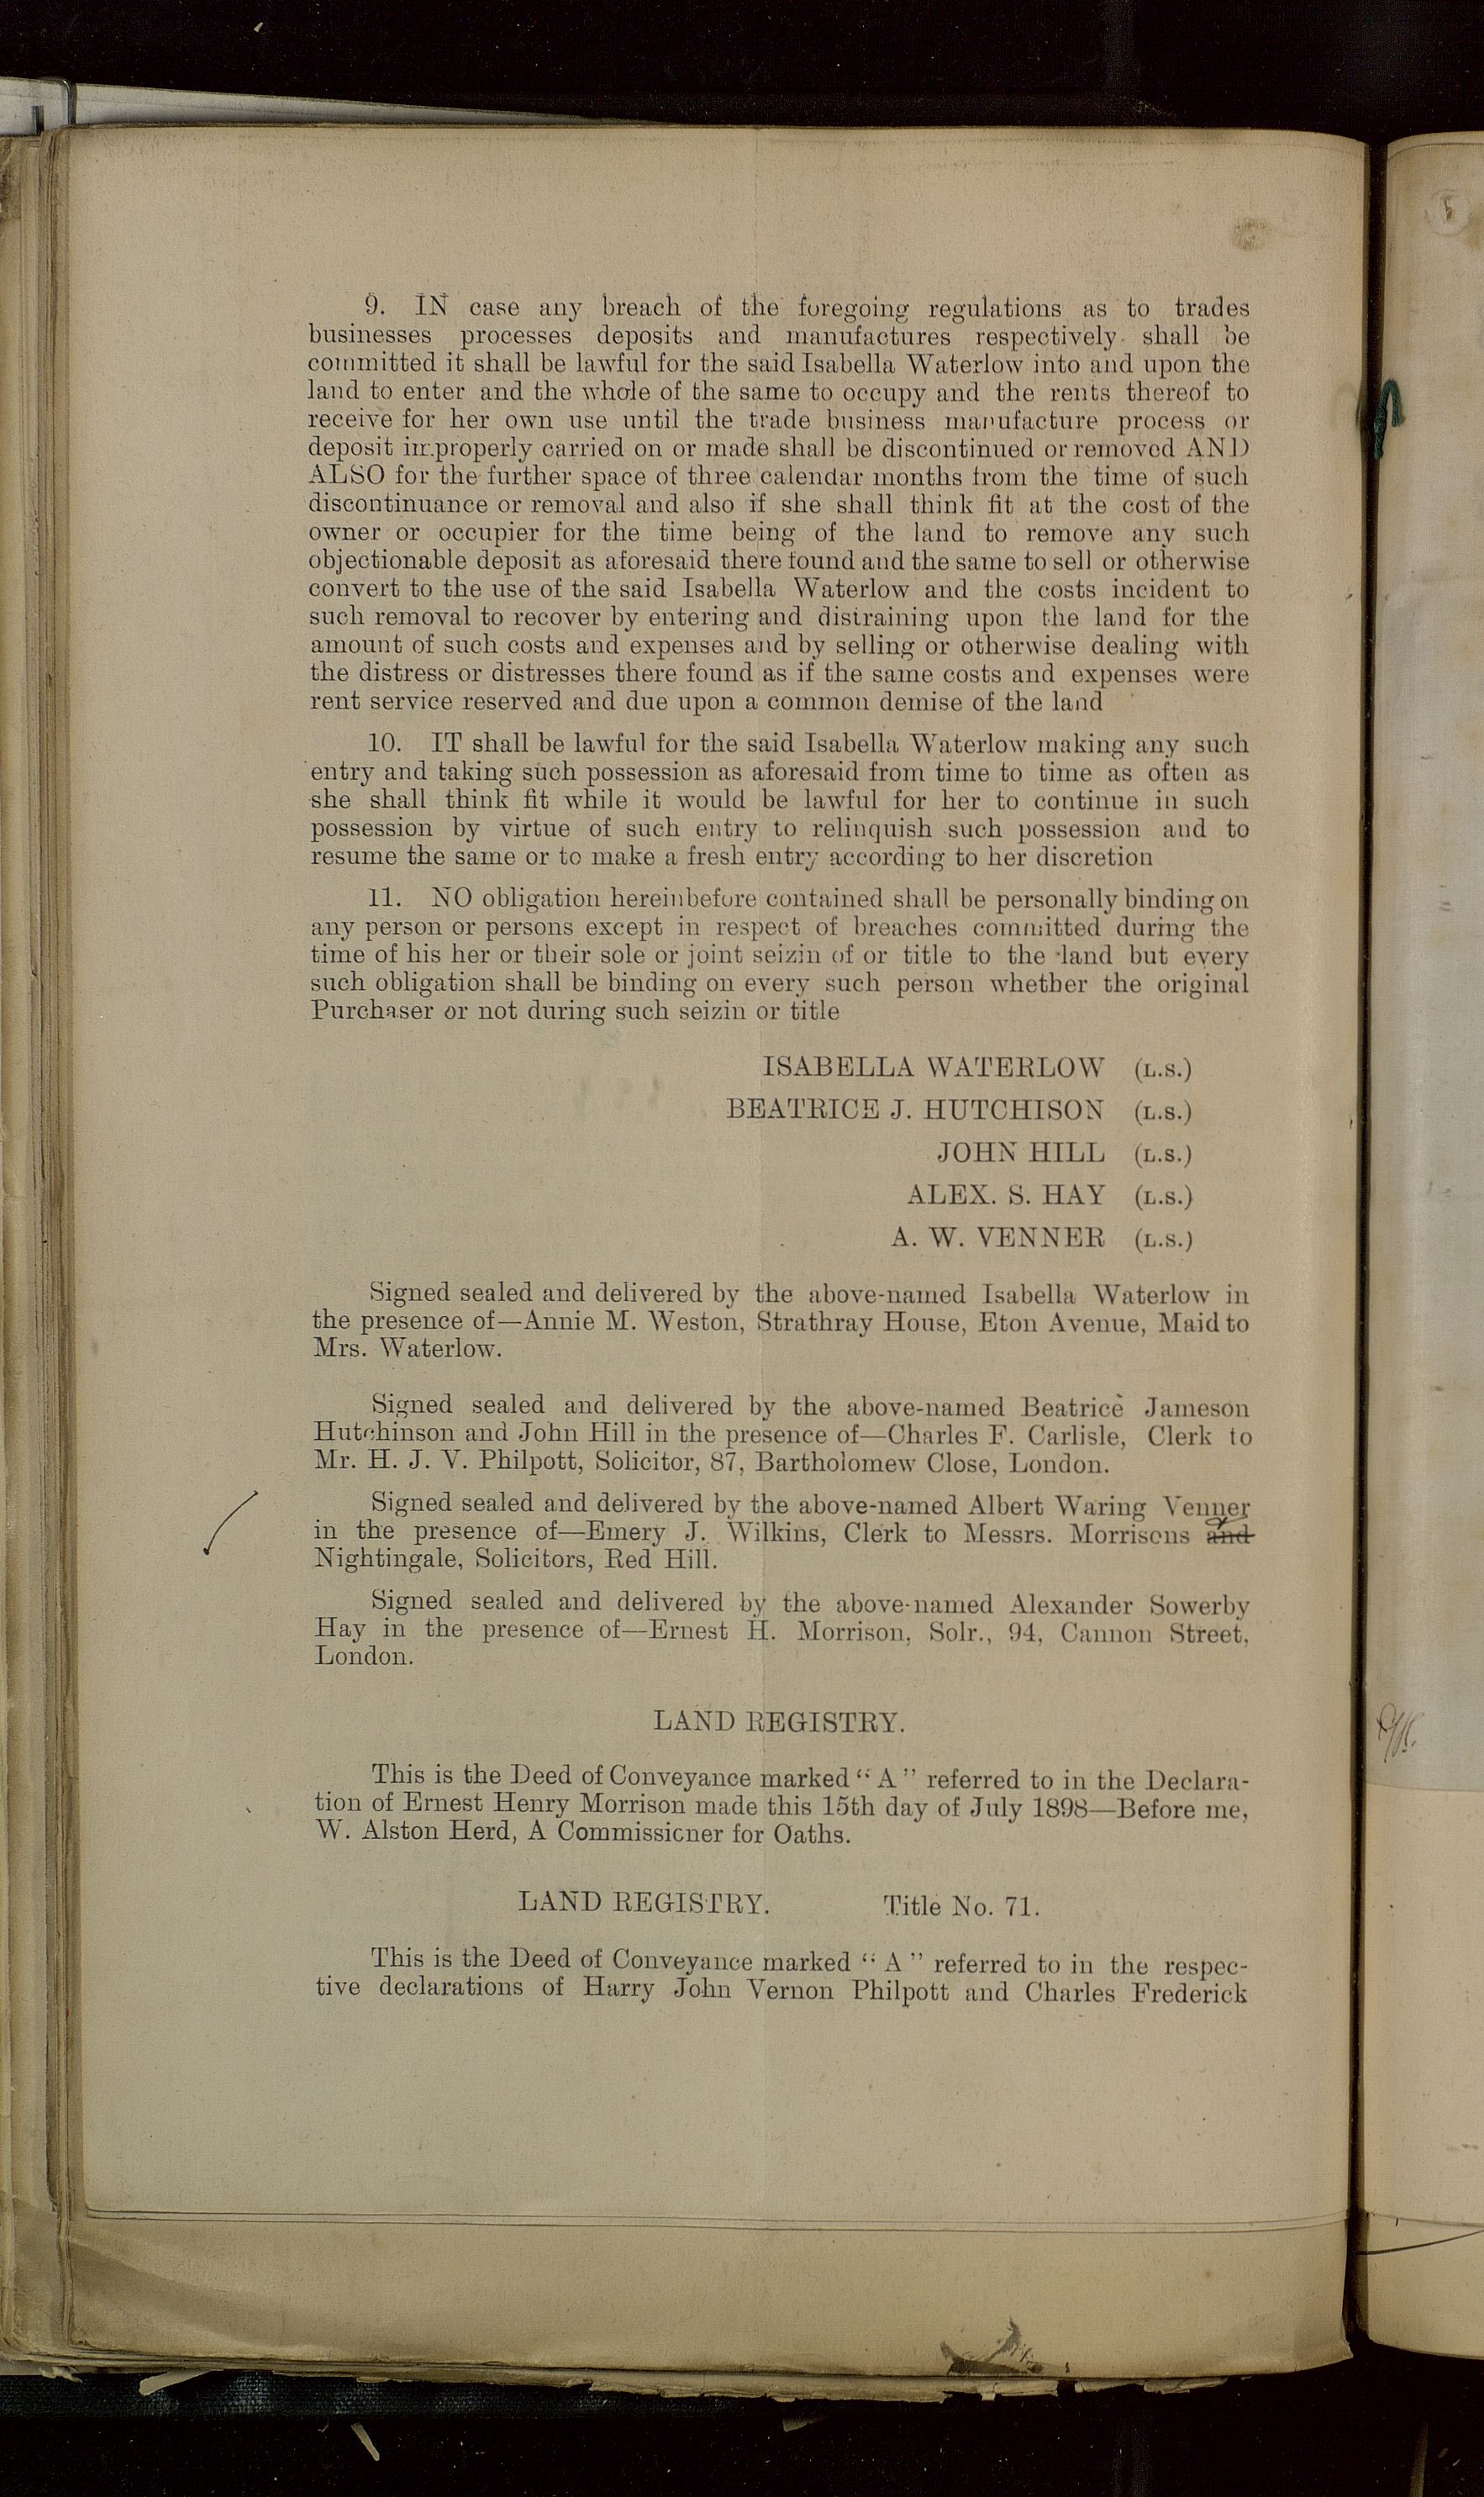 9. IN case any breach of the foregoing regulations as to trades
businesses processes deposits and manufactures respectively shall be
committed it shall be lawful for the said Isabella Waterlow into and upon the
land to enter and the whole of the same to occupy and the rents thereof to
receive for her own use until the trade business manufacture process or
deposit improperly carried on or made shall be discontinued or removed AND
ALSO for the further space of three calendar months from the time of such
discontinuance or removal and also if she shall think fit at the cost of the
owner or occupier for the time being of the land to remove any such
objectionable deposit as aforesaid there found and the same to sell or otherwise
convert to the use of the said Isabella Waterlow and the costs incident to
such removal to recover by entering and distraining upon the land for the
amount of such costs and expenses and by selling or otherwise dealing with
the distress or distresses there found as if the same costs and expenses were
rent service reserved and due upon a common demise of the land
10. IT shall be lawful for the said Isabella Waterlow making any such
entry and taking such possession as aforesaid from time to time as often as
she shall think fit while it would be lawful for her to continue in such
possession by virtue of such entry to relinquish such possession and to
resume the same or to make a fresh entry according to her discretion
11. NO obligation hereinbefore contained shall be personally binding on
any person or persons except in respect of breaches committed during the
time of his her or their sole or joint seizin of or title to the land but every
such obligation shall be binding on every such person whether the original
Purchaser or not during such seizin or title
ISABELLA WATERLOW (L.S.)
BEATRICE J. HUTCHISON (L.S.)
JOHN HILL (L.S.)
ALEX. S. HAY (L.S.)
A. W. VENNER (L.S.)
Signed sealed and delivered by the above-named Isabella Waterlow in
the presence of—Annie M. Weston, Strathray House, Eton Avenue, Maid to
Mrs. Waterlow.
Signed sealed and delivered by the above-named Beatrice Jameson
Hutchinson and John Hill in the presence of—Charles F. Carlisle, Clerk to
Mr. H. J. V. Philpott, Solicitor, 87, Bartholomew Close, London.
Signed sealed and delivered by the above-named Albert Waring Venner
in the presence of—Emery J. Wilkins, Clerk to Messrs. Morrisons and
Nightingale, Solicitors, Red Hill.
Signed sealed and delivered by the above-named Alexander Sowerby
Hay in the presence of—Ernest H. Morrison, Solr., 94, Cannon Street,
London.
LAND REGISTRY.
This is the Deed of Conveyance marked "A" referred to in the Declara-
tion of Ernest Henry Morrison made this 15th day of July 1898—Before me,
W. Alston Herd, A Commissioner for Oaths.
LAND REGISTRY. Title No. 71.
This is the Deed of Conveyance marked "A" referred to in the respec-
tive declarations of Harry John Vernon Philpott and Charles Frederick